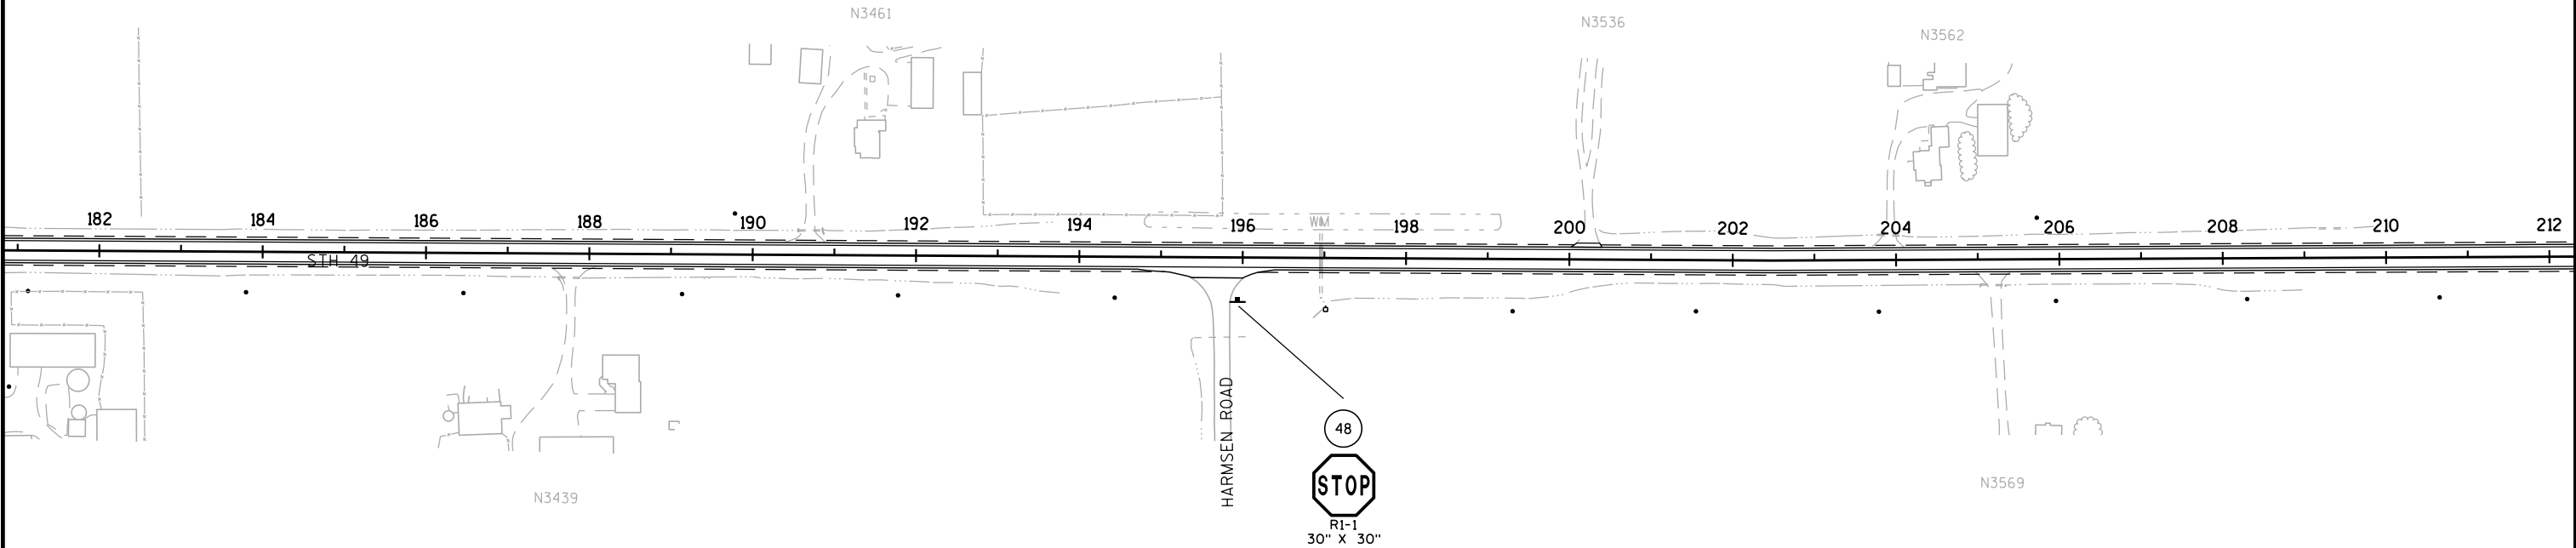 N3461
N3536
N3562
182 184 186 188 190 192 194 196 198 200 202 204 206 208 210 212
WM
STH 49
HARMSEN ROAD
48
STOP
R1-1
30" X 30"
N3439
N3569